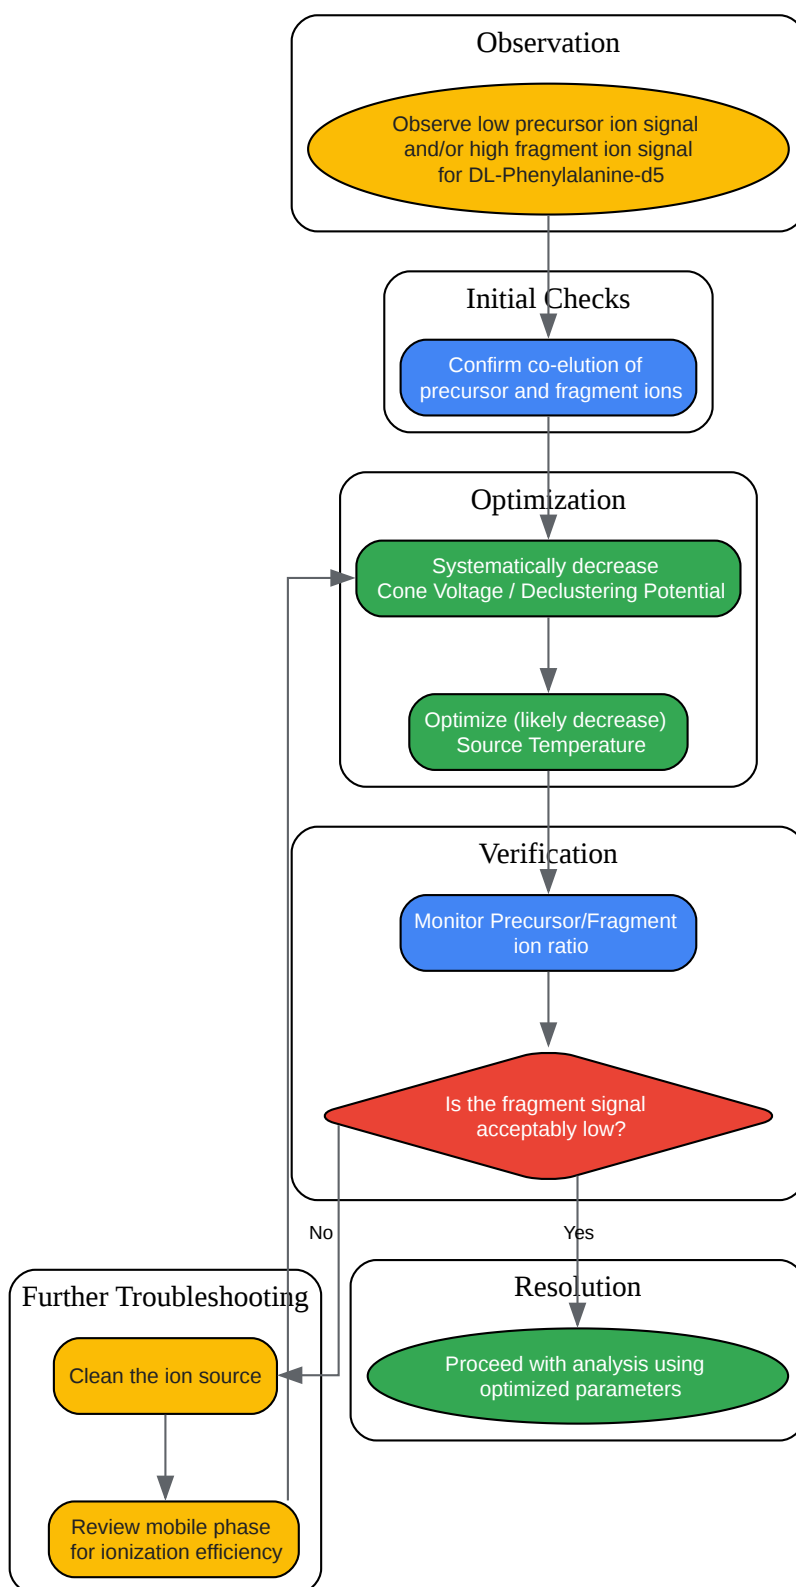 Observation
Observe low precursor ion signal
and/or high fragment ion signal
for DL-Phenylalanine-d5
Initial Checks
Confirm co-elution of
precursor and fragment ions
Optimization
Systematically decrease
Cone Voltage / Declustering Potential
Optimize (likely decrease)
Source Temperature
Verification
Monitor Precursor/Fragment
ion ratio
Is the fragment signal
acceptably low?
No
Yes
Further Troubleshooting
Clean the ion source
Review mobile phase
for ionization efficiency
Resolution
Proceed with analysis using
optimized parameters